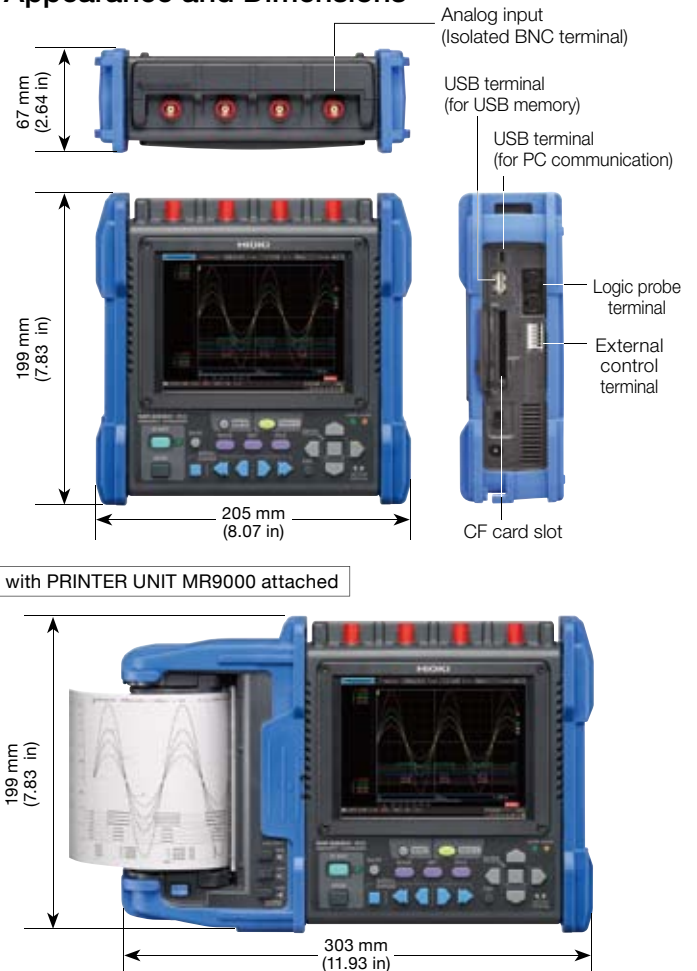 Appearance and Dimensions
Analog input
(Isolated BNC terminal)
67 mm
(2.64 in)
USB terminal
(for USB memory)
USB terminal
(for PC communication)
199 mm
(7.83 in)
HIOKI
Logic probe
terminal
External
control
terminal
205 mm
(8.07 in)
CF card slot
with PRINTER UNIT MR9000 attached
199 mm
(7.83 in)
HIOKI
303 mm
(11.93 in)